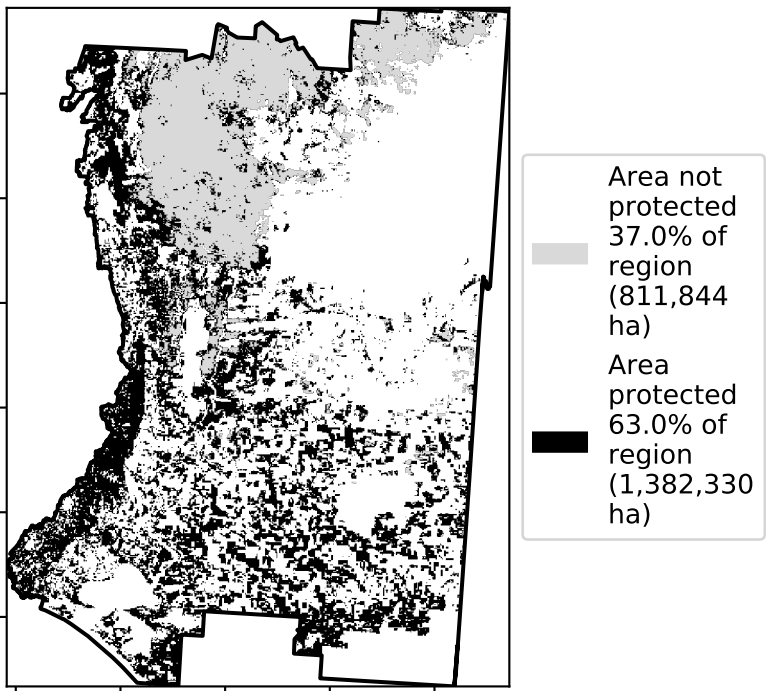 Area not
protected
37.0% of
region
(811,844
ha)
Area
protected
63.0% of
region
(1,382,330
ha)